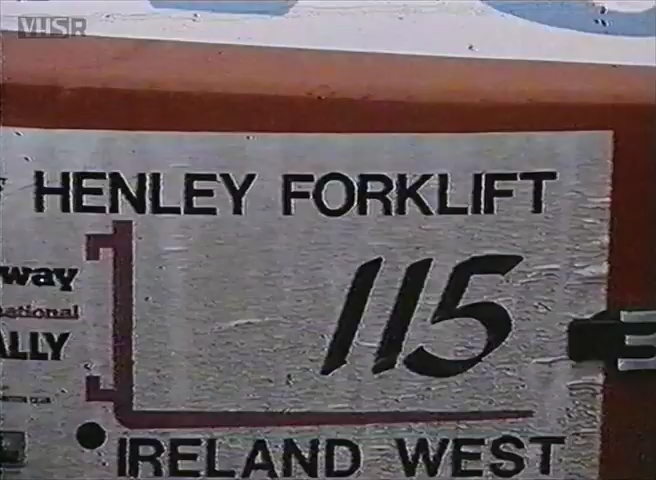 VHSR
HENLEY FORKLIFT
way
ational
ALLY
115
IRELAND WEST